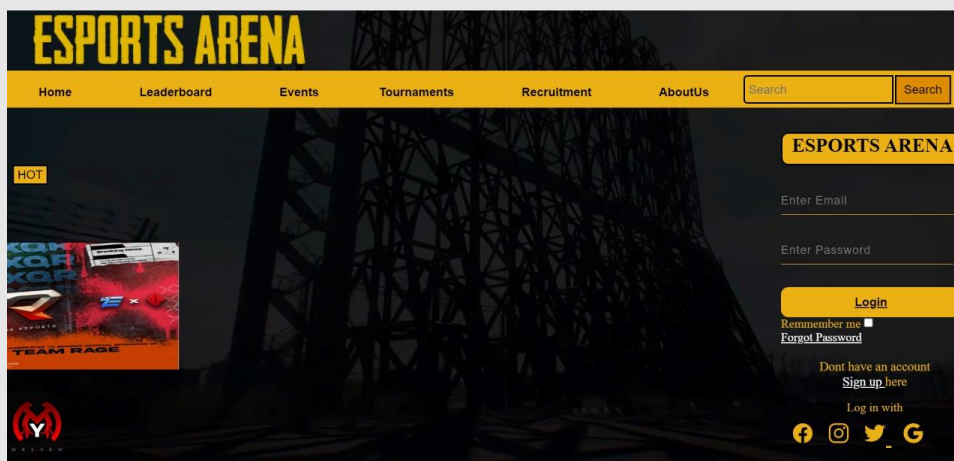 ESPORTS ARENA
Home Leaderboard Events Tournaments Recruitment AboutUs Search Search
ESPORTS ARENA
HOT
Enter Email
Enter Password
TEAM RAGE
Login
Remmember me
Forgot Password
Dont have an account
Sign up here
Log in with
MAYHEM